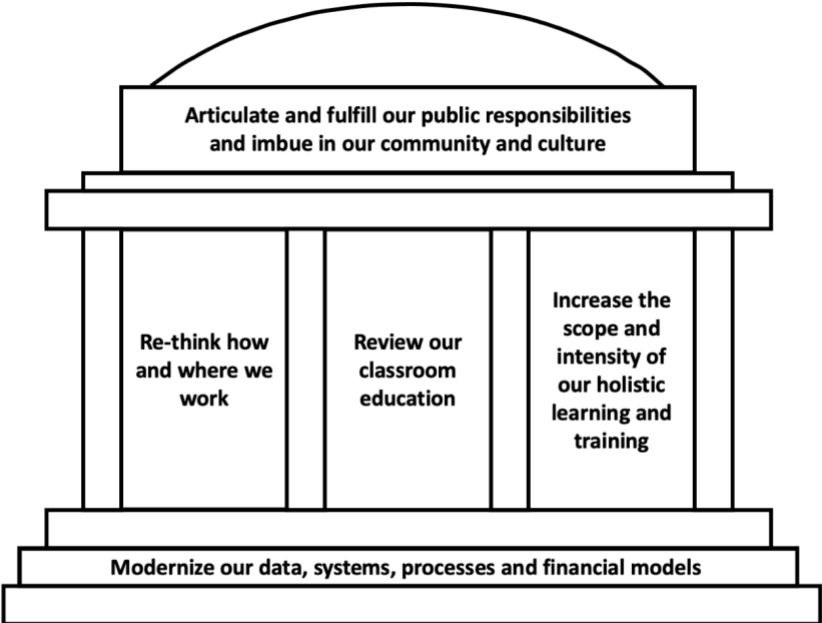 Articulate and fulfill our public responsibilities
and imbue in our community and culture
Re-think how
and where we
work
Review our
classroom
education
Increase the
scope and
intensity of
our holistic
learning and
training
Modernize our data, systems, processes and financial models